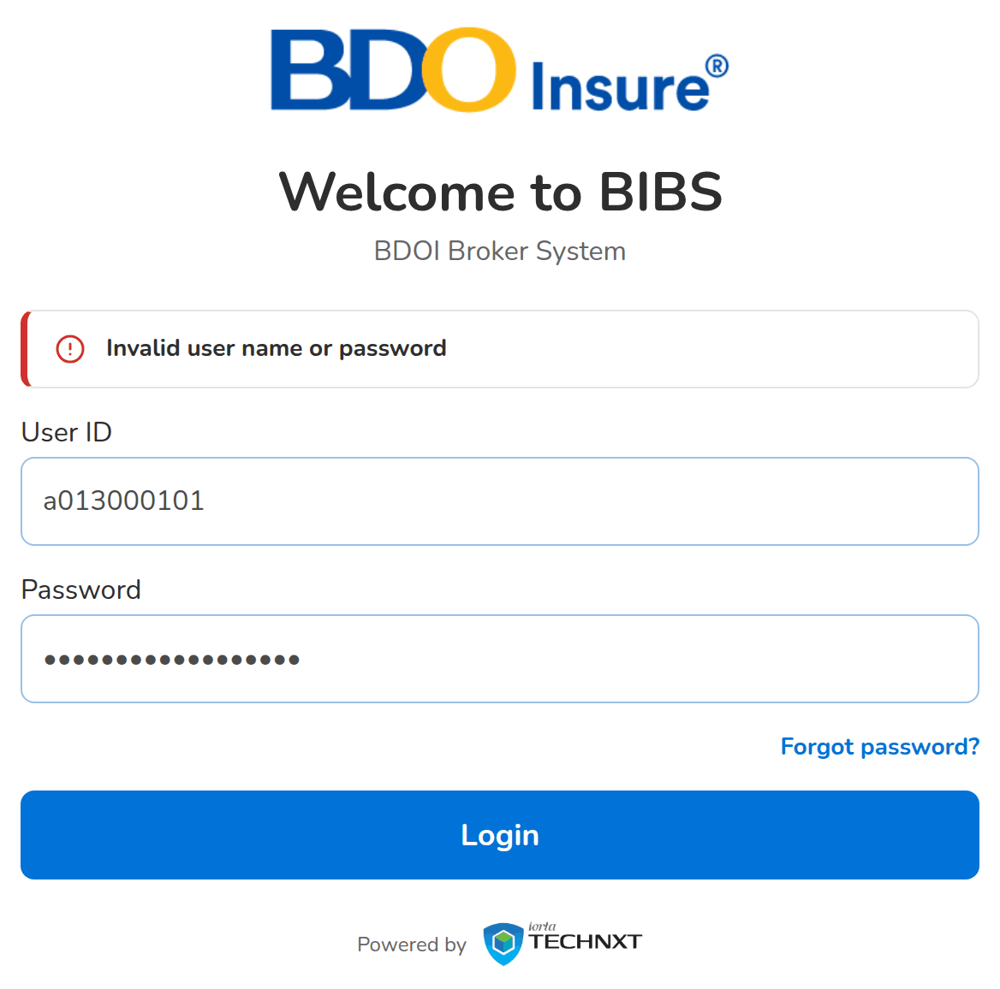 BDO Insure®
Welcome to BIBS
BDOI Broker System
Invalid user name or password
User ID
a013000101
Password
••••••••••••••••••
Forgot password?
Login
Powered by
iorta
TECHNXT